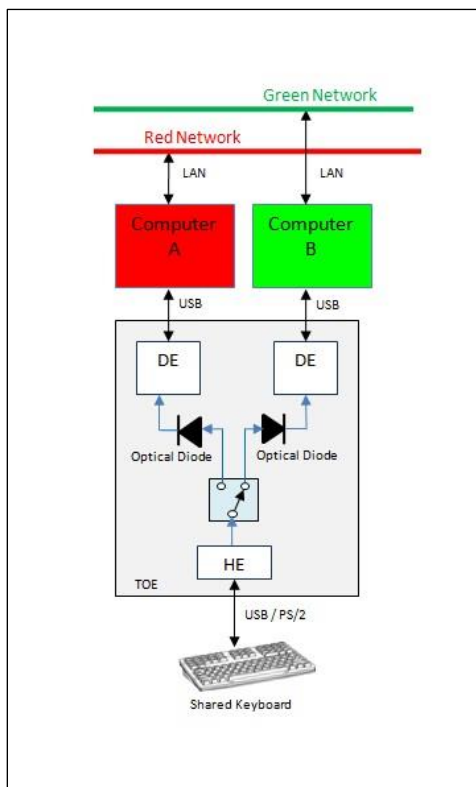 Green Network
Red Network
LAN
LAN
Computer
A
Computer
B
USB
USB
DE
DE
Optical Diode
Optical Diode
HE
TOE
USB / PS/2
Shared Keyboard